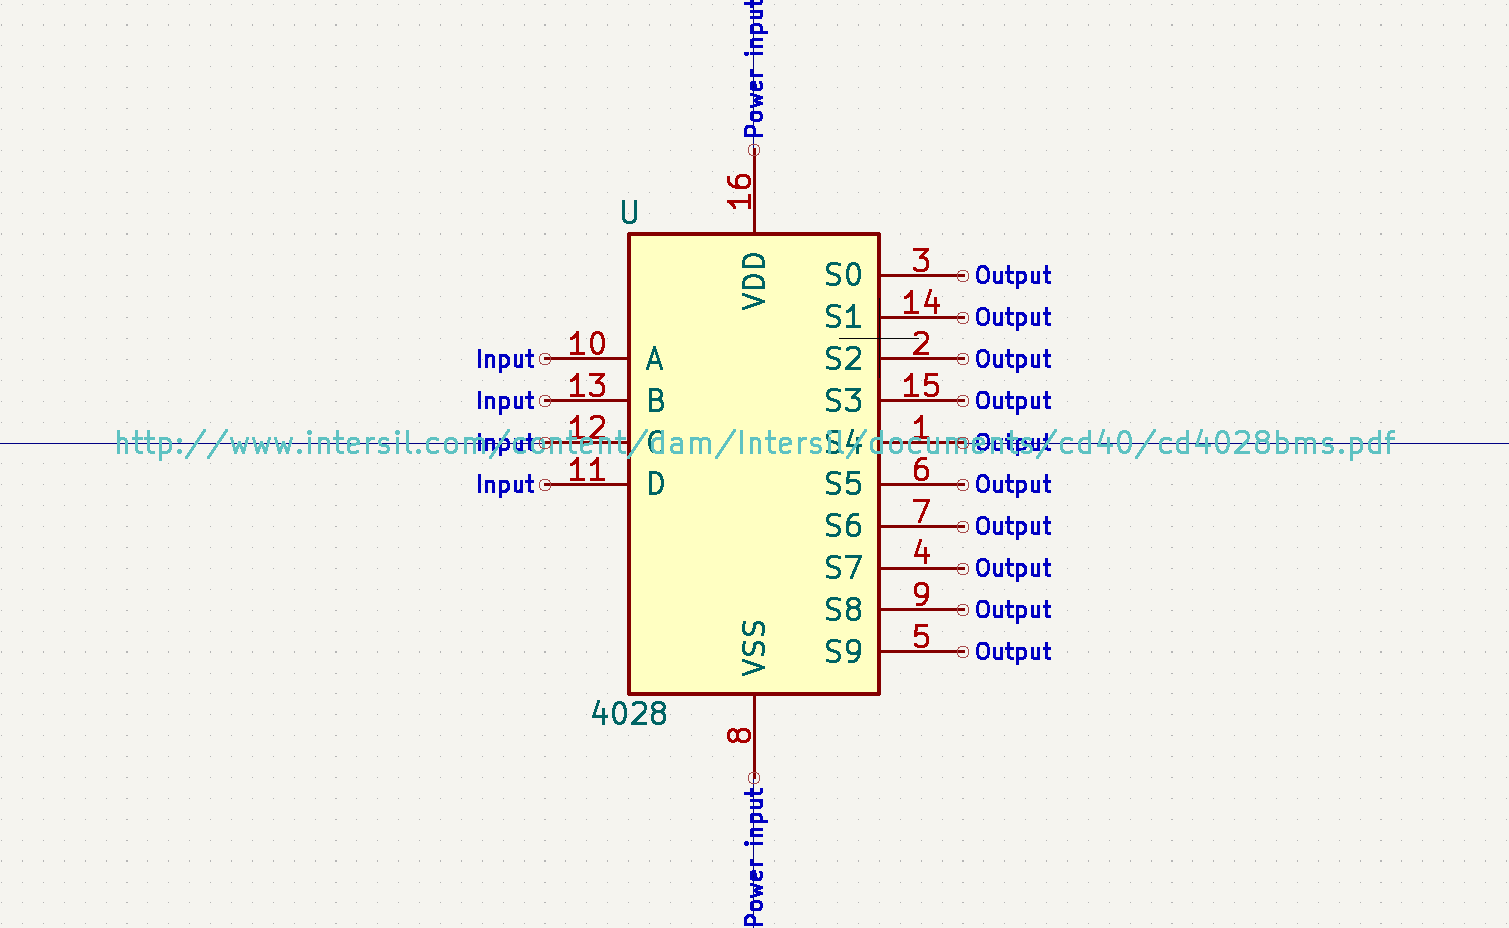 Power input
16
U
VDD
S0 3 Output
S1 14 Output
Input 10 A S2 2 Output
Input 13 B S3 15 Output
Input 12 C S4 1 Output
http://www.intersil.com/content/dam/Intersil/documents/cd40/cd4028bms.pdf
Input 11 D S5 6 Output
S6 7 Output
S7 4 Output
S8 9 Output
VSS
S9 5 Output
4028
8
Power input